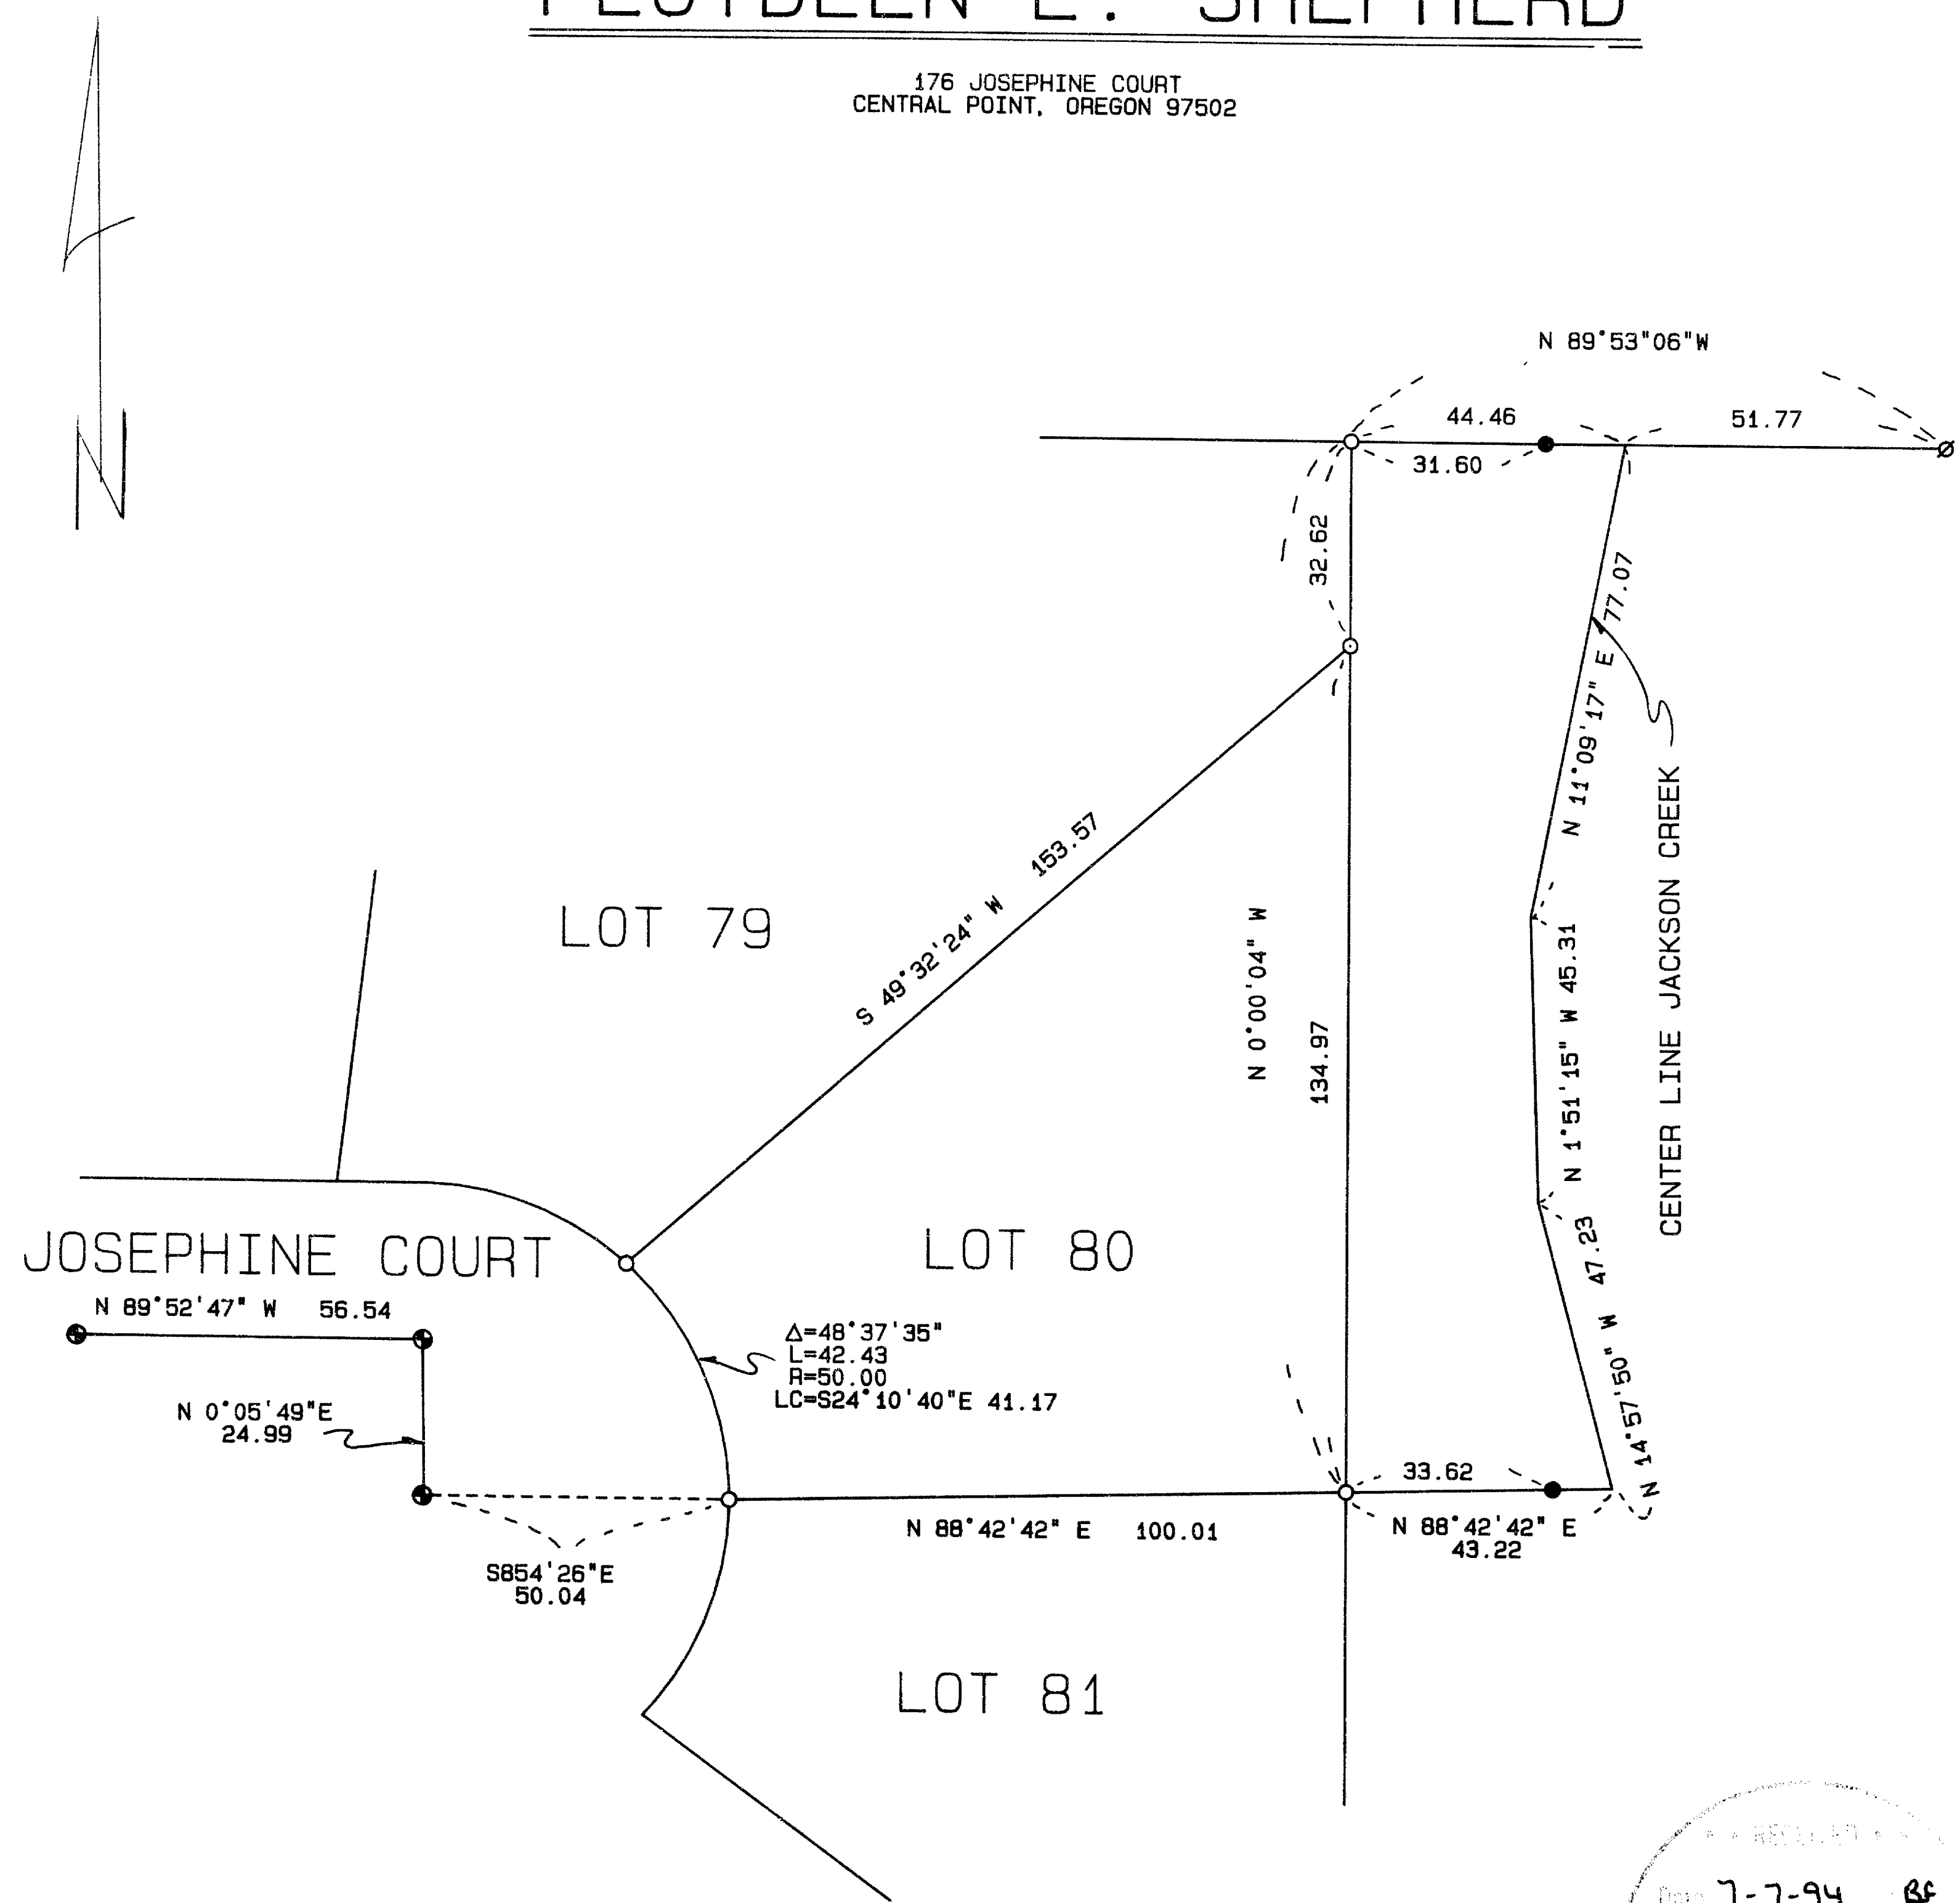 E. SHEPHERD
176 JOSEPHINE COURT
CENTRAL POINT, OREGON 97502
N
N 89°53"06"W
44.46
51.77
31.60
32.62
N 11°09'17" E 77.07
CENTER LINE JACKSON CREEK
S 49°32'24" W 153.57
LOT 79
N 0°00'04" W
134.97
N 1°51'15" W 45.31
JOSEPHINE COURT
LOT 80
N 14°57'50" W 47.23
N 89°52'47" W 56.54
Δ=48°37'35"
L=42.43
R=50.00
LC=S24°10'40"E 41.17
N 0°05'49"E
24.99
33.62
N 88°42'42" E 100.01
N 88°42'42" E
43.22
S854'26"E
50.04
LOT 81
RECEIVED
Date 7-7-94 BF